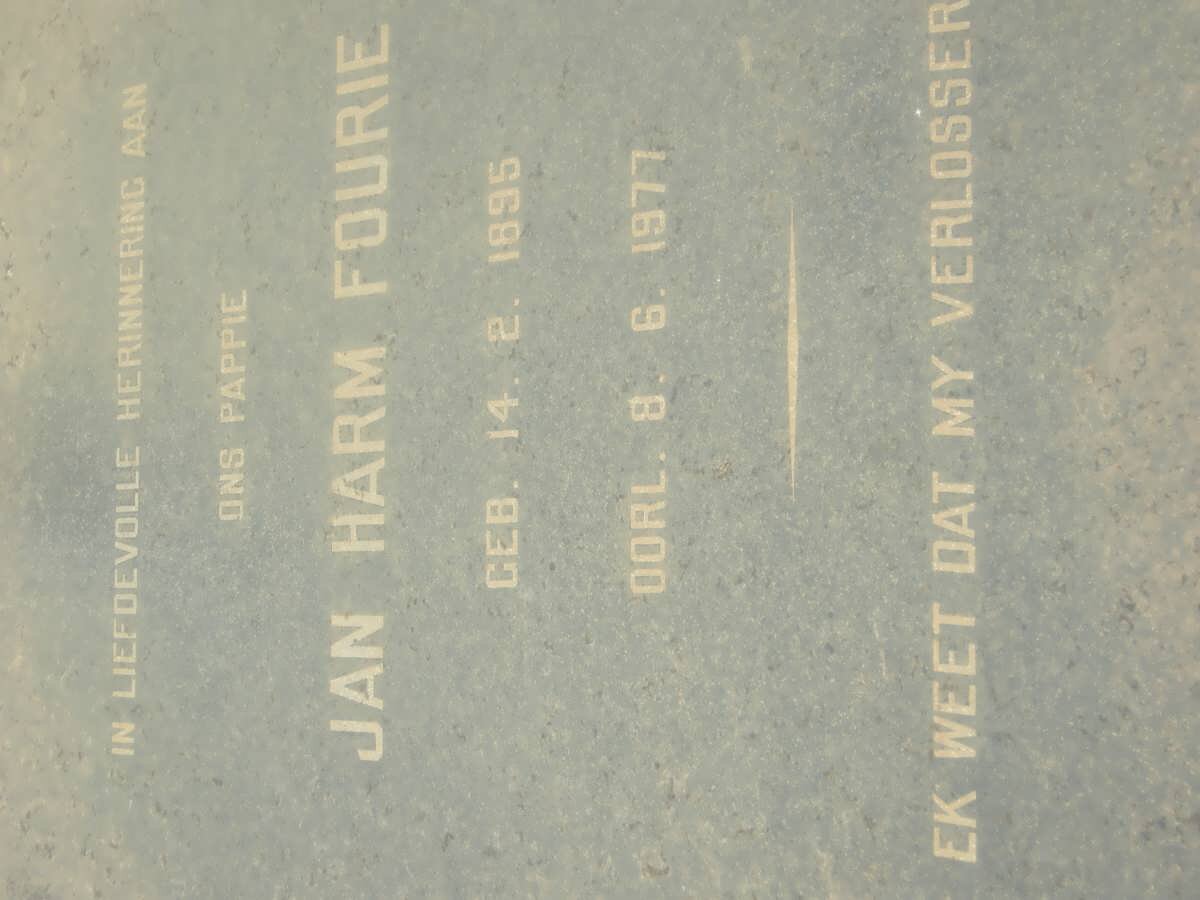 IN LIEFDEVOLLE HERINNERING AAN
ONS PAPPIE
JAN HARM FOURIE
GEB. 14. 2. 1895
OORL. 8. 6. 1977
EK WEET DAT MY VERLOSSER